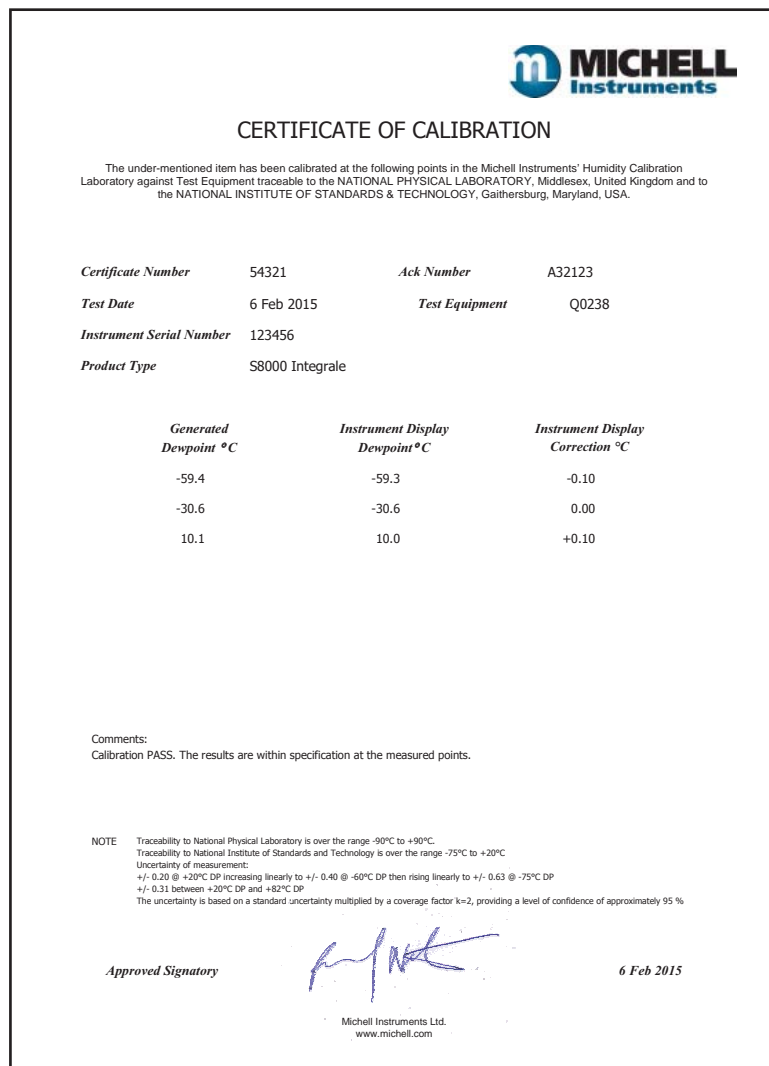 m MICHELL
Instruments
CERTIFICATE OF CALIBRATION
The under-mentioned item has been calibrated at the following points in the Michell Instruments' Humidity Calibration
Laboratory against Test Equipment traceable to the NATIONAL PHYSICAL LABORATORY, Middlesex, United Kingdom and to
the NATIONAL INSTITUTE OF STANDARDS & TECHNOLOGY, Gaithersburg, Maryland, USA.
Certificate Number 54321 Ack Number A32123
Test Date 6 Feb 2015 Test Equipment Q0238
Instrument Serial Number 123456
Product Type S8000 Integrale
Generated Instrument Display Instrument Display
Dewpoint °C Dewpoint°C Correction °C
-59.4 -59.3 -0.10
-30.6 -30.6 0.00
10.1 10.0 +0.10
Comments:
Calibration PASS. The results are within specification at the measured points.
NOTE Traceability to National Physical Laboratory is over the range -90°C to +90°C.
Traceability to National Institute of Standards and Technology is over the range -75°C to +20°C
Uncertainty of measurement:
+/- 0.20 @ +20°C DP increasing linearly to +/- 0.40 @ -60°C DP then rising linearly to +/- 0.63 @ -75°C DP
+/- 0.31 between +20°C DP and +82°C DP
The uncertainty is based on a standard uncertainty multiplied by a coverage factor k=2, providing a level of confidence of approximately 95 %
Approved Signatory 6 Feb 2015
Michell Instruments Ltd.
www.michell.com